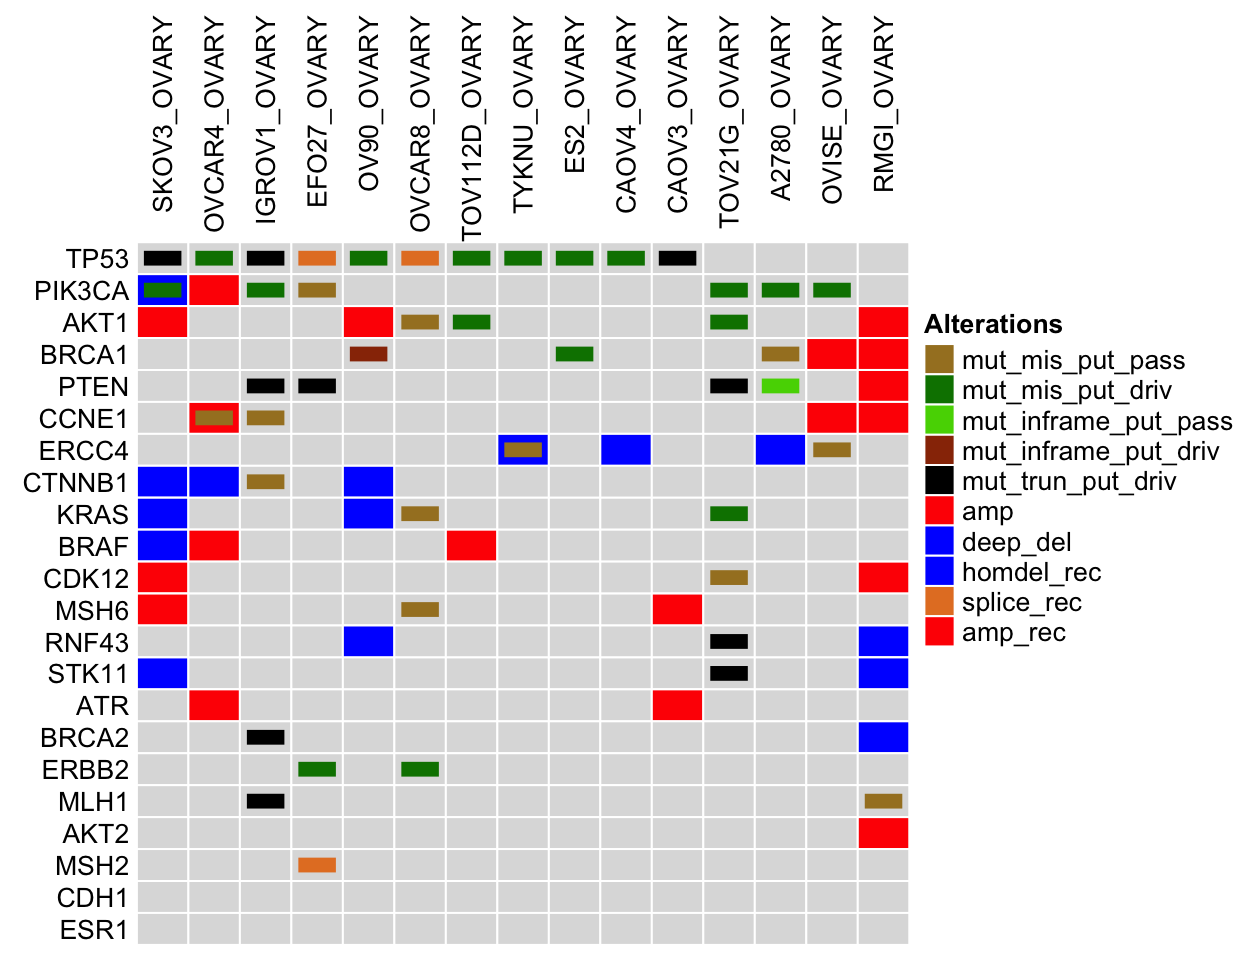 SKOV3_OVARY
OVCAR4_OVARY
IGROV1_OVARY
EFO27_OVARY
OV90_OVARY
OVCAR8_OVARY
TOV112D_OVARY
TYKNU_OVARY
ES2_OVARY
CAOV4_OVARY
CAOV3_OVARY
TOV21G_OVARY
A2780_OVARY
OVISE_OVARY
RMGI_OVARY
TP53
PIK3CA
AKT1
BRCA1
PTEN
CCNE1
ERCC4
CTNNB1
KRAS
BRAF
CDK12
MSH6
RNF43
STK11
ATR
BRCA2
ERBB2
MLH1
AKT2
MSH2
CDH1
ESR1
Alterations
mut_mis_put_pass
mut_mis_put_driv
mut_inframe_put_pass
mut_inframe_put_driv
mut_trun_put_driv
amp
deep_del
homdel_rec
splice_rec
amp_rec